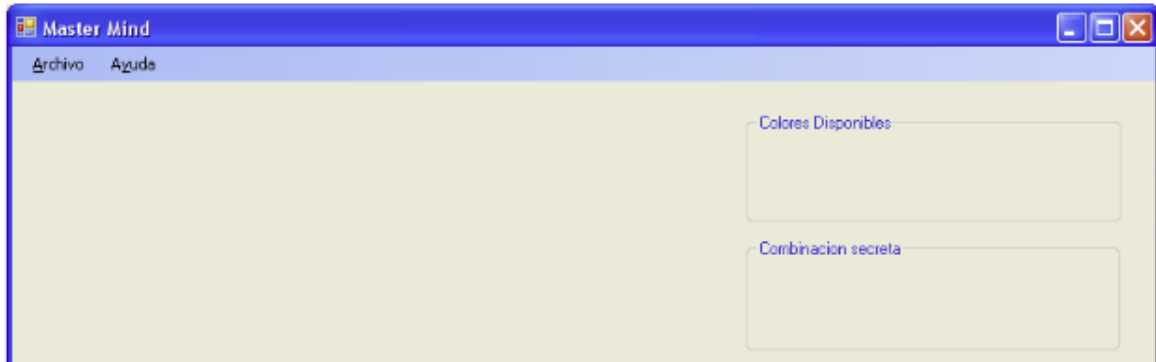 Master Mind
Archivo Ayuda
Colores Disponibles
Combinacion secreta